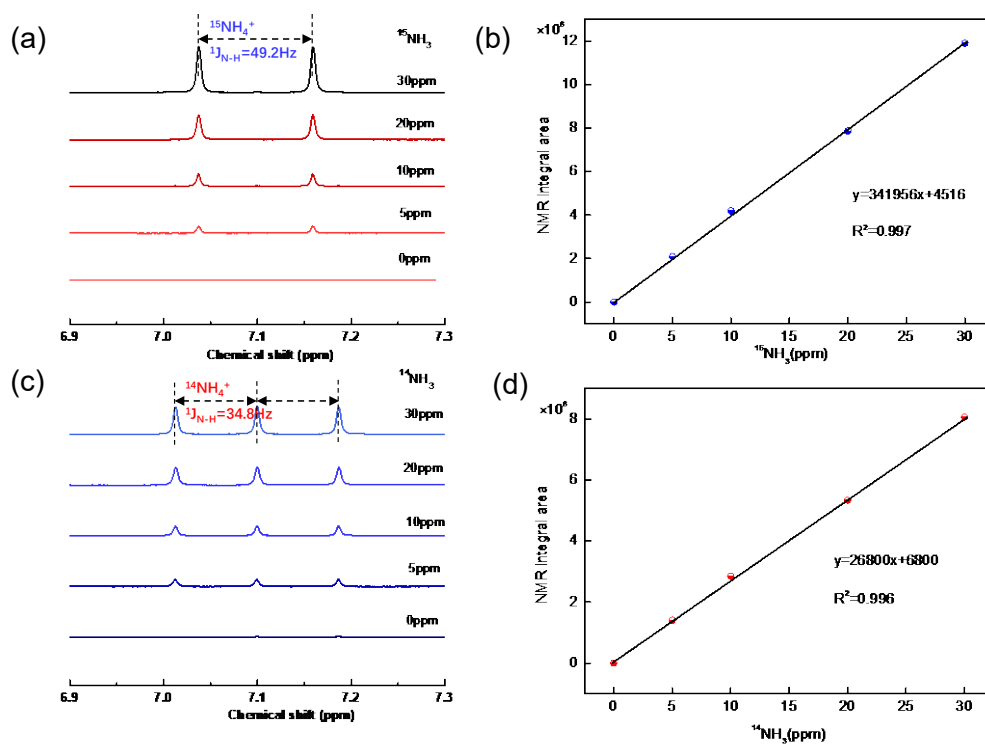 (a)
¹⁵NH₄⁺
¹J_N-H=49.2Hz
¹⁵NH₃
30ppm
20ppm
10ppm
5ppm
0ppm
6.9 7.0 7.1 7.2 7.3
Chemical shift (ppm)
(b)
×10⁶
12
10
8
6
4
2
0
NMR Integral area
y=341956x+4516
R²=0.997
0 5 10 15 20 25 30
¹⁵NH₃(ppm)
(c)
¹⁴NH₄⁺
¹J_N-H=34.8Hz
¹⁴NH₃
30ppm
20ppm
10ppm
5ppm
0ppm
6.9 7.0 7.1 7.2 7.3
Chemical shift (ppm)
(d)
×10⁶
8
6
4
2
0
NMR Integral area
y=26800x+6800
R²=0.996
0 5 10 15 20 25 30
¹⁴NH₃(ppm)